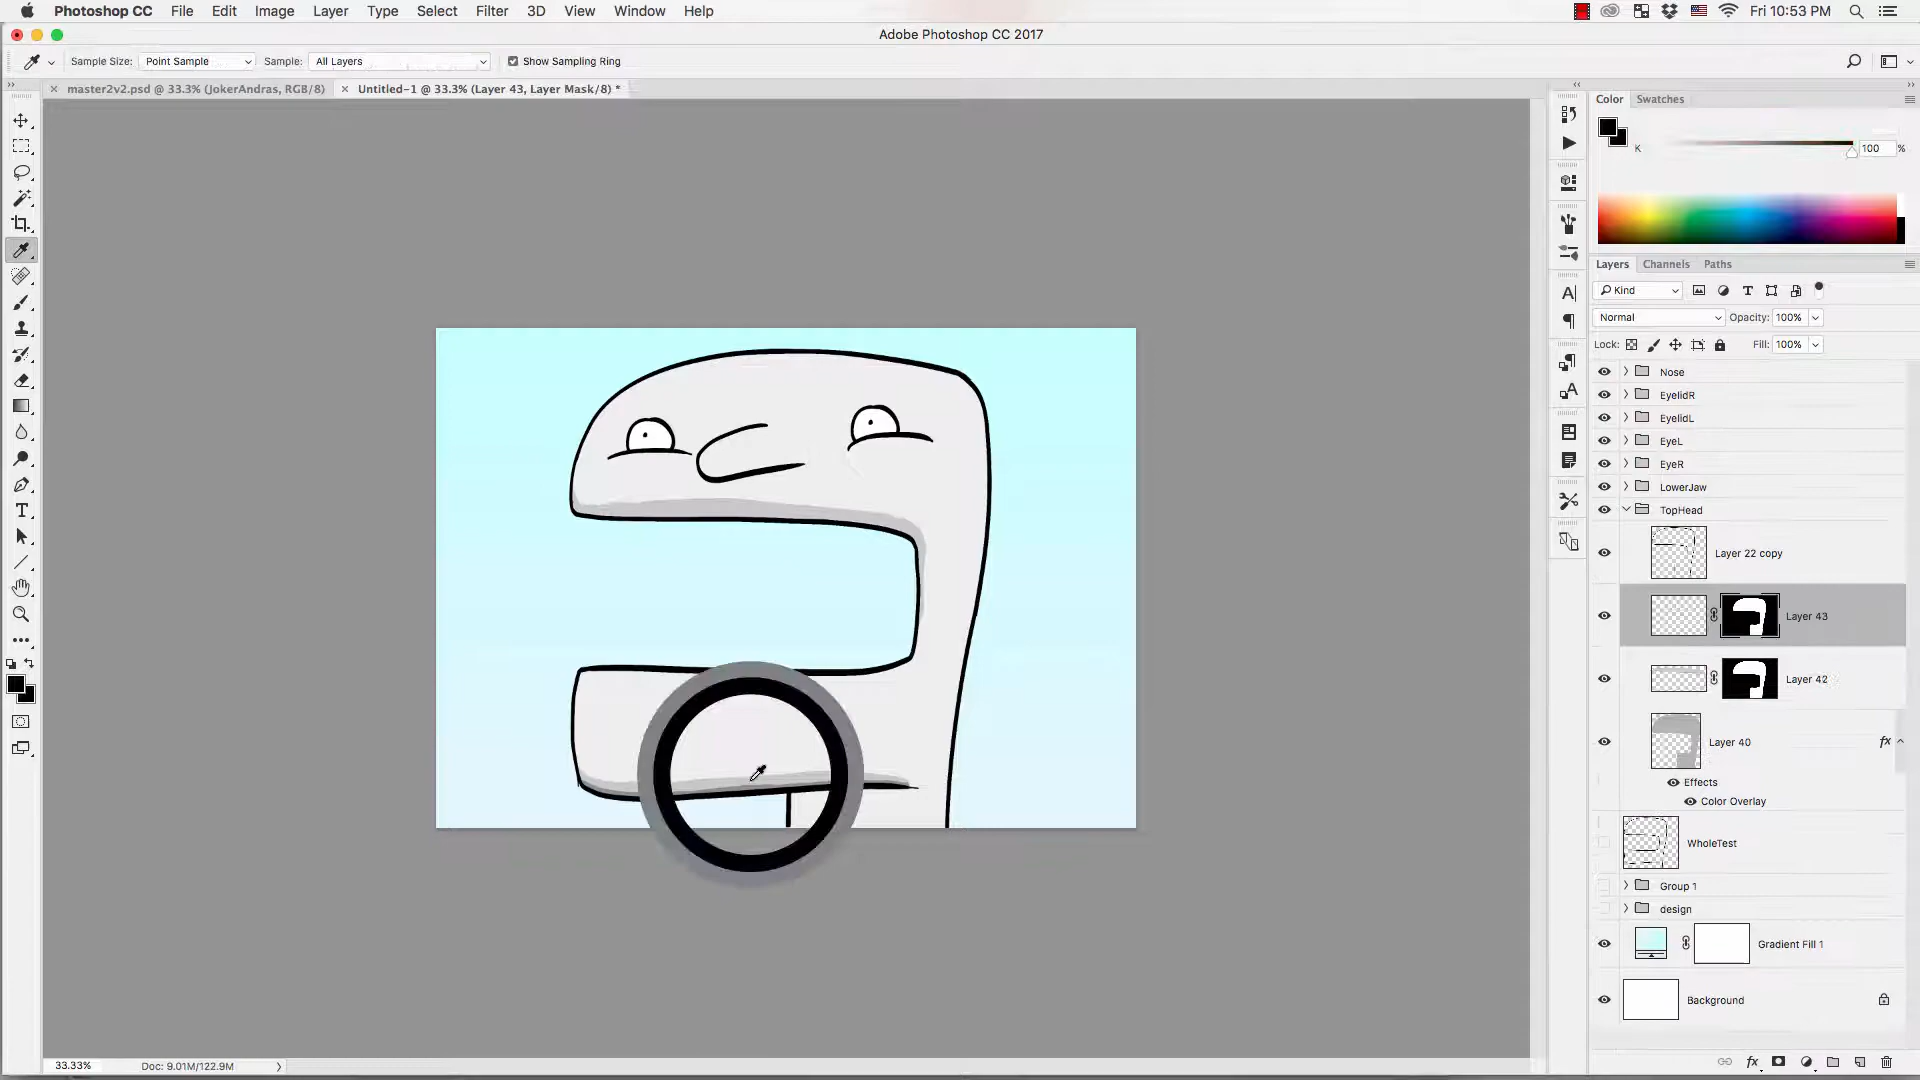 Photoshop CC File Edit Image Layer Type Select Filter 3D View Window Help Fri 10:53 PM
Adobe Photoshop CC 2017
Sample Size: Point Sample Sample: All Layers Show Sampling Ring
master2v2.psd @ 33.3% (JokerAndras, RGB/8) Untitled-1 @ 33.3% (Layer 43, Layer Mask/8) *
Color Swatches
K 100 %
Layers Channels Paths
Kind
Normal Opacity: 100%
Lock: Fill: 100%
Nose
EyelidR
EyelidL
EyeL
EyeR
LowerJaw
TopHead
Layer 22 copy
Layer 43
Layer 42
Layer 40 fx
Effects
Color Overlay
WholeTest
Group 1
design
Gradient Fill 1
Background
33.33% Doc: 9.01M/122.9M
fx